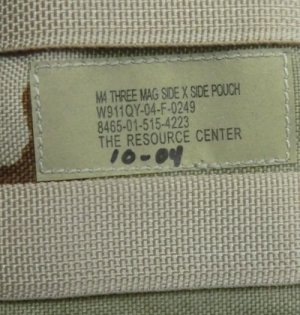 M4 THREE MAG SIDE X SIDE POUCH
W911QY-04-F-0249
8465-01-515-4223
THE RESOURCE CENTER
10-04